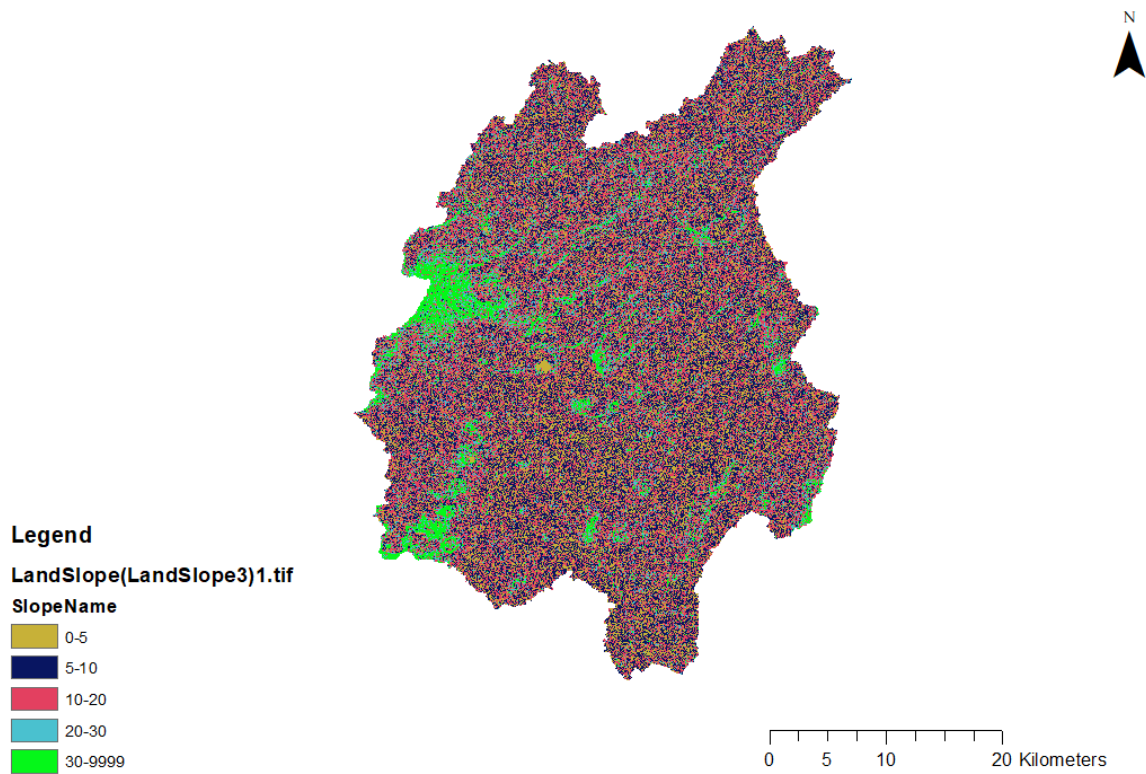 N
Legend
LandSlope(LandSlope3)1.tif
SlopeName
0-5
5-10
10-20
20-30
30-9999
0 5 10 20 Kilometers